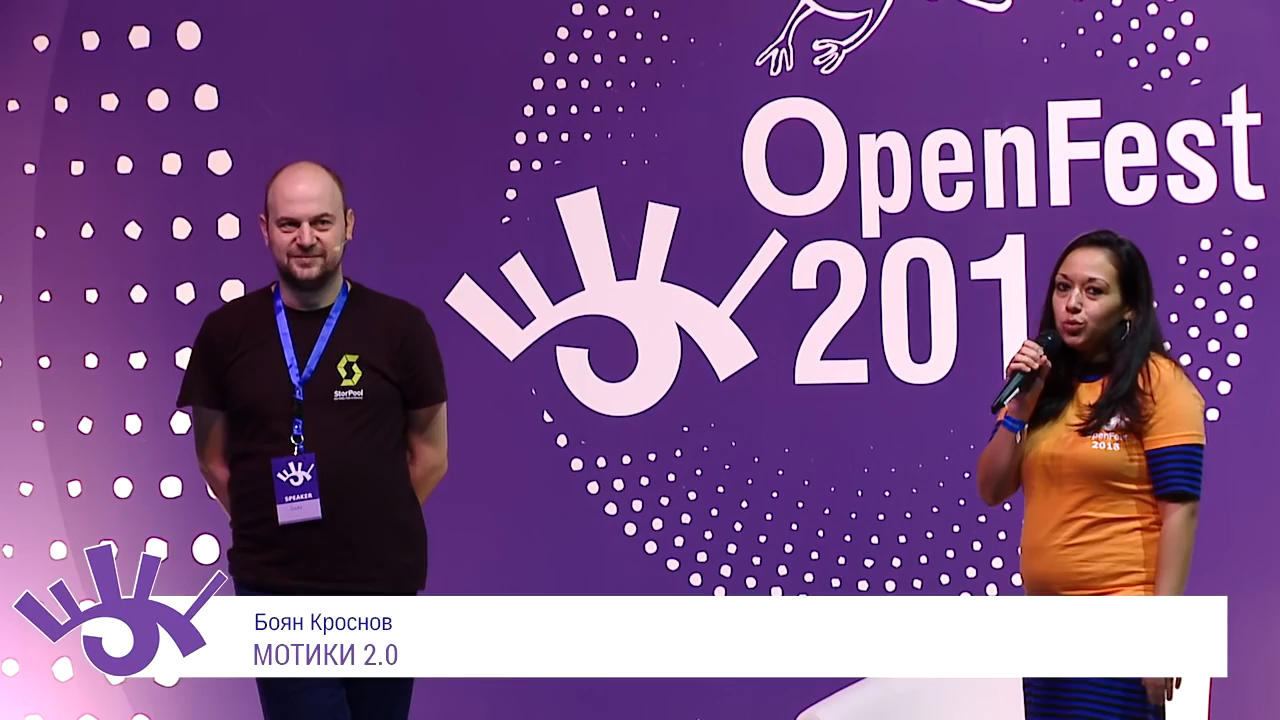 OpenFest
201
StorPool
SPEAKER
OpenFest
2018
Боян Кроснов
МОТИКИ 2.0